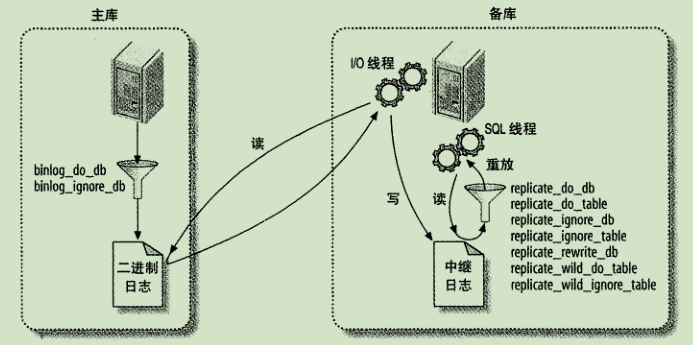 主库
备库
I/O 线程
SQL 线程
重放
读
binlog_do_db
binlog_ignore_db
写
读
replicate_do_db
replicate_do_table
replicate_ignore_db
replicate_ignore_table
replicate_rewrite_db
replicate_wild_do_table
replicate_wild_ignore_table
二进制
日志
中继
日志